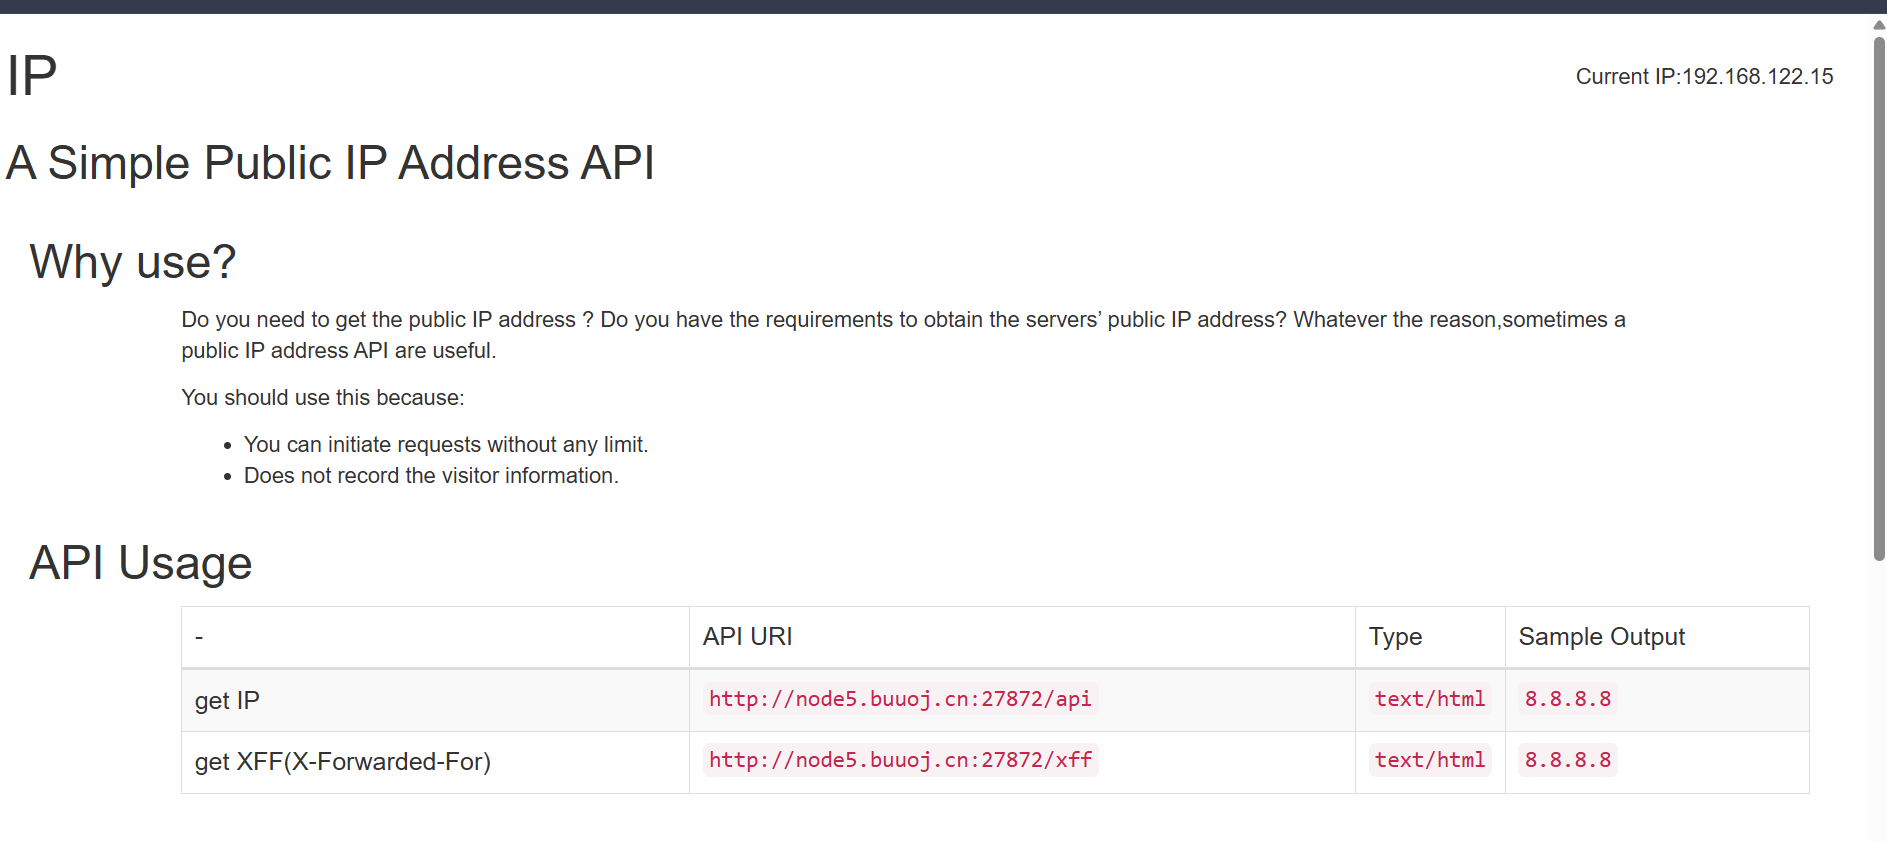 IP
Current IP:192.168.122.15
A Simple Public IP Address API
Why use?
Do you need to get the public IP address ? Do you have the requirements to obtain the servers’ public IP address? Whatever the reason,sometimes a
public IP address API are useful.
You should use this because:
You can initiate requests without any limit.
Does not record the visitor information.
API Usage
- API URI Type Sample Output
get IP http://node5.buuoj.cn:27872/api text/html 8.8.8.8
get XFF(X-Forwarded-For) http://node5.buuoj.cn:27872/xff text/html 8.8.8.8